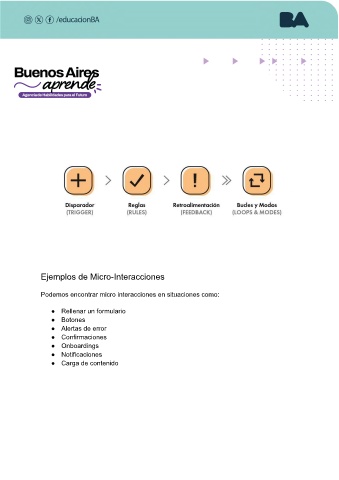 /educacionBA
BA
Buenos Aires
aprende
Agencia de Habilidades para el Futuro
Disparador
(TRIGGER)
Reglas
(RULES)
Retroalimentación
(FEEDBACK)
Bucles y Modos
(LOOPS & MODES)
Ejemplos de Micro-Interacciones
Podemos encontrar micro interacciones en situaciones como:
● Rellenar un formulario
● Botones
● Alertas de error
● Confirmaciones
● Onboardings
● Notificaciones
● Carga de contenido